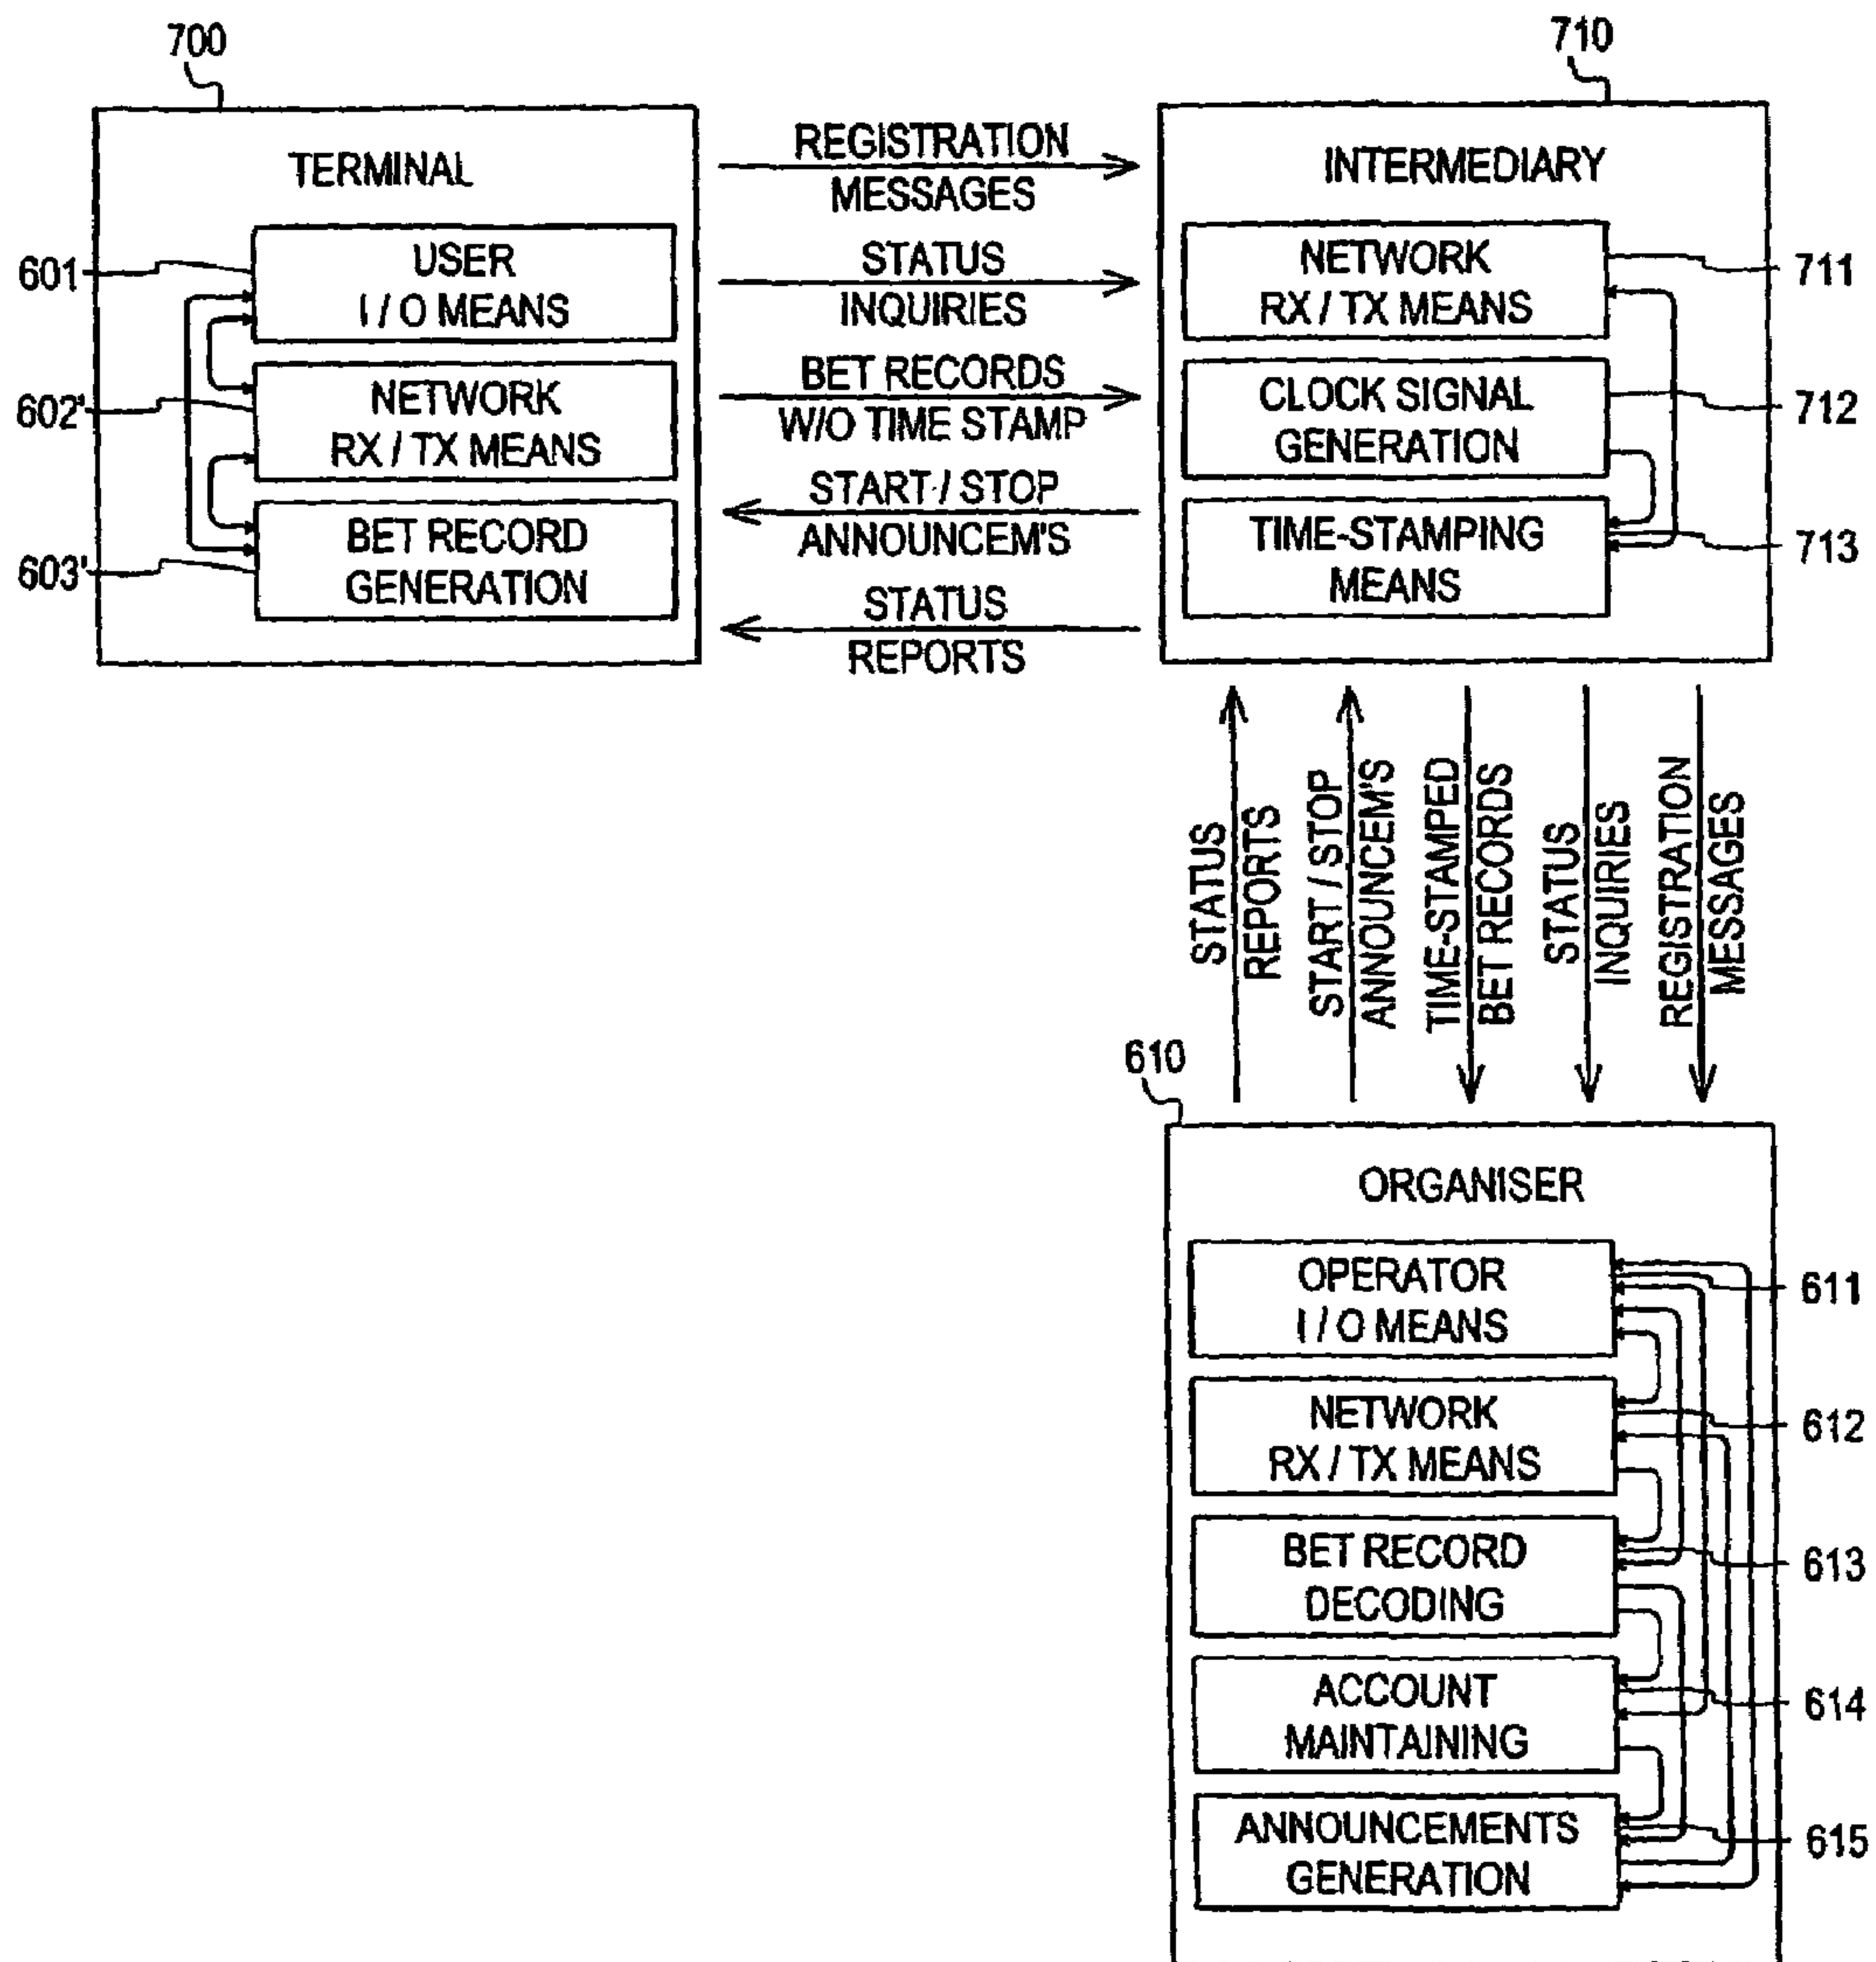 700
TERMINAL
601
USER
I / O MEANS
602'
NETWORK
RX / TX MEANS
603'
BET RECORD
GENERATION
REGISTRATION
MESSAGES
STATUS
INQUIRIES
BET RECORDS
W/O TIME STAMP
START / STOP
ANNOUNCEM'S
STATUS
REPORTS
710
INTERMEDIARY
NETWORK
RX / TX MEANS
711
CLOCK SIGNAL
GENERATION
712
TIME-STAMPING
MEANS
713
STATUS
REPORTS
START / STOP
ANNOUNCEM'S
TIME-STAMPED
BET RECORDS
STATUS
INQUIRIES
REGISTRATION
MESSAGES
610
ORGANISER
OPERATOR
I / O MEANS
611
NETWORK
RX / TX MEANS
612
BET RECORD
DECODING
613
ACCOUNT
MAINTAINING
614
ANNOUNCEMENTS
GENERATION
615